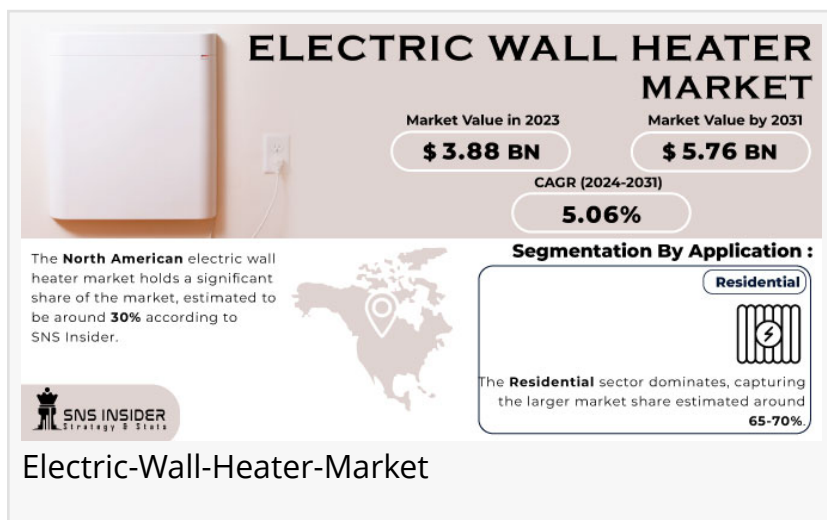 ELECTRIC WALL HEATER
MARKET
Market Value in 2023
$ 3.88 BN
Market Value by 2031
$ 5.76 BN
CAGR (2024-2031)
5.06%
The North American electric wall
heater market holds a significant
share of the market, estimated to
be around 30% according to
SNS Insider.
Segmentation By Application :
Residential
The Residential sector dominates, capturing
the larger market share estimated around
65-70%.
SNS INSIDER
Strategy & Stats
Electric-Wall-Heater-Market